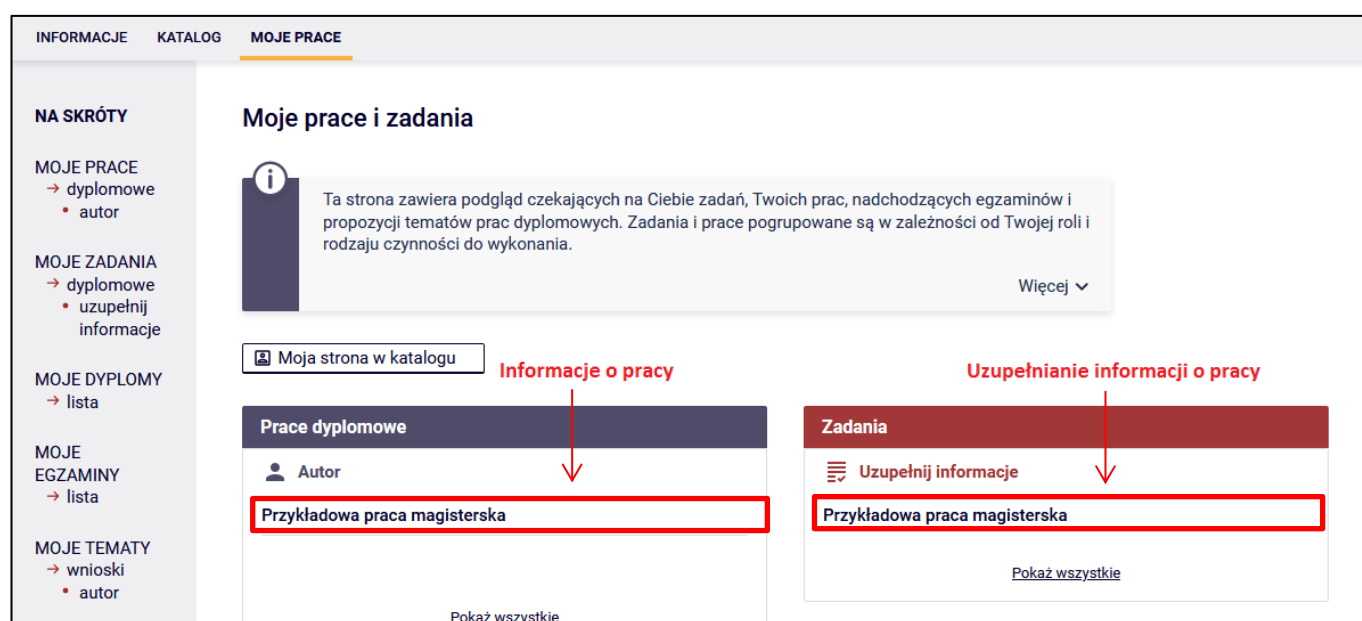 INFORMACJE KATALOG MOJE PRACE
NA SKRÓTY
MOJE PRACE
→ dyplomowe
• autor
MOJE ZADANIA
→ dyplomowe
• uzupełnij
informacje
MOJE DYPLOMY
→ lista
MOJE
EGZAMINY
→ lista
MOJE TEMATY
→ wnioski
• autor
Moje prace i zadania
Ta strona zawiera podgląd czekających na Ciebie zadań, Twoich prac, nadchodzących egzaminów i
propozycji tematów prac dyplomowych. Zadania i prace pogrupowane są w zależności od Twojej roli i
rodzaju czynności do wykonania.
Więcej
Moja strona w katalogu
Informacje o pracy
Uzupełnianie informacji o pracy
Prace dyplomowe
Autor
Przykładowa praca magisterska
Pokaż wszystkie
Zadania
Uzupełnij informacje
Przykładowa praca magisterska
Pokaż wszystkie